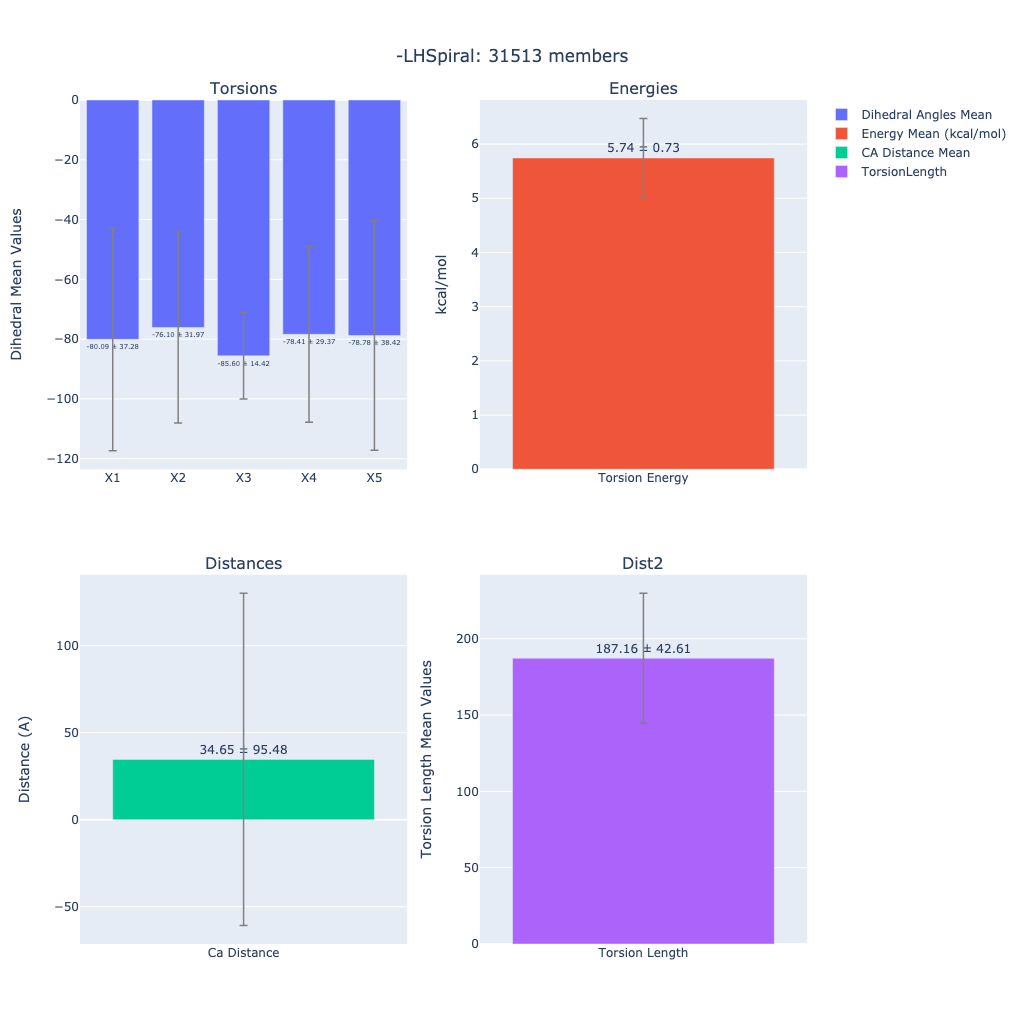 -LHSpiral: 31513 members
Torsions
Energies
Dihedral Angles Mean
Energy Mean (kcal/mol)
CA Distance Mean
TorsionLength
Dihedral Mean Values
0
−20
−40
−60
−80
−100
−120
-80.09 ± 37.28
-76.10 ± 31.97
-85.60 ± 14.42
-78.41 ± 29.37
-78.78 ± 38.42
X1
X2
X3
X4
X5
kcal/mol
6
5
4
3
2
1
0
5.74 ± 0.73
Torsion Energy
Distances
Dist2
Distance (A)
100
50
0
−50
34.65 ± 95.48
Ca Distance
Torsion Length Mean Values
200
150
100
50
0
187.16 ± 42.61
Torsion Length